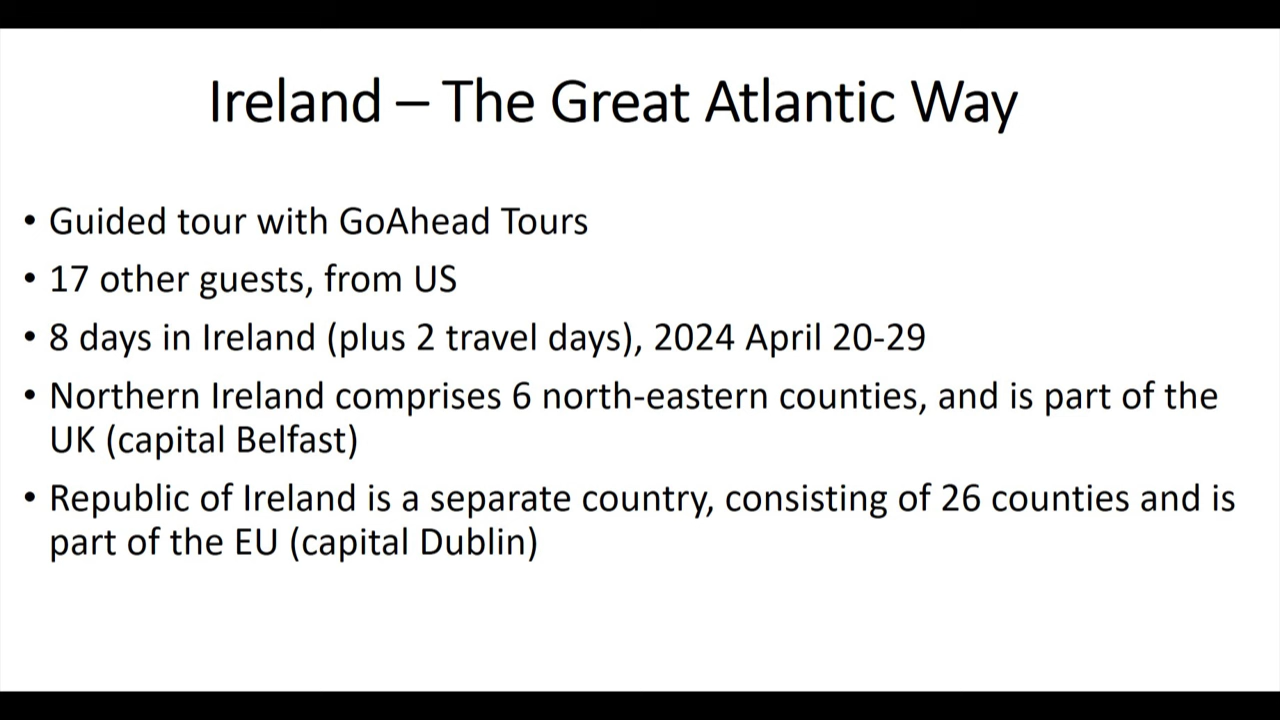 Ireland – The Great Atlantic Way
• Guided tour with GoAhead Tours
• 17 other guests, from US
• 8 days in Ireland (plus 2 travel days), 2024 April 20-29
• Northern Ireland comprises 6 north-eastern counties, and is part of the
UK (capital Belfast)
• Republic of Ireland is a separate country, consisting of 26 counties and is
part of the EU (capital Dublin)